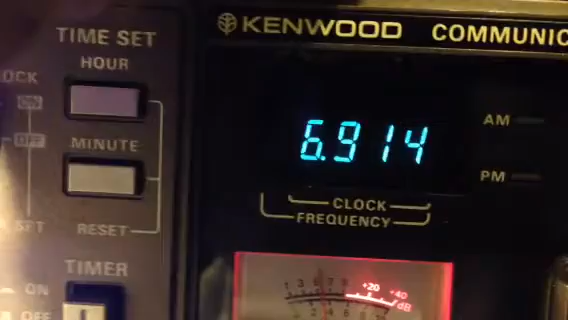 TIME SET
HOUR
OCK
ON
OFF
MINUTE
SET
RESET
TIMER
ON
OFF
KENWOOD COMMUNIC
6.914
AM
PM
CLOCK
FREQUENCY
+20 +40
dB